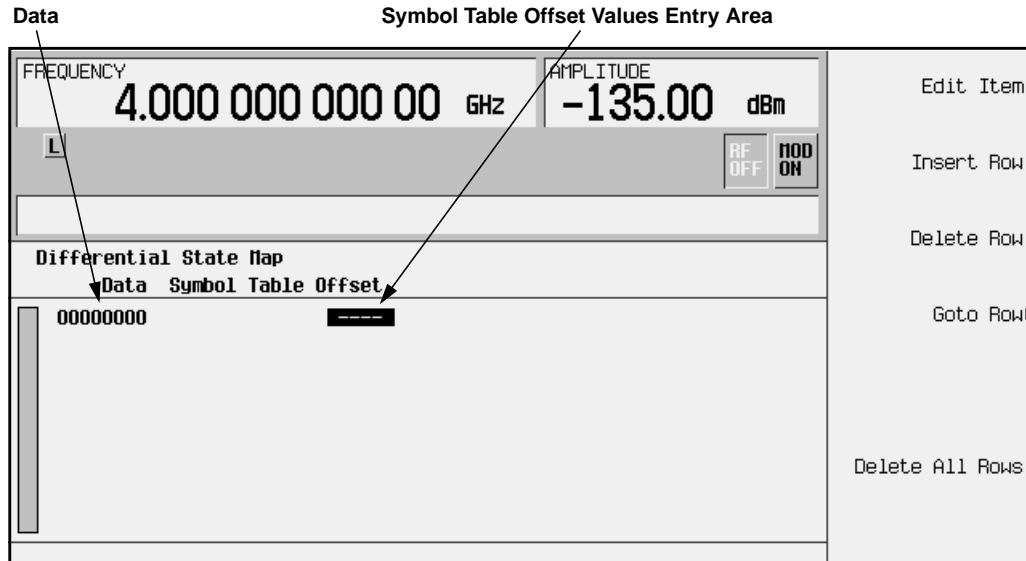 Data
Symbol Table Offset Values Entry Area
FREQUENCY
4.000 000 000 00 GHz
AMPLITUDE
-135.00 dBm
L
RF OFF
MOD ON
Edit Item
Insert Row
Delete Row
Goto Row
Delete All Rows
Differential State Map
Data Symbol Table Offset
00000000 ----